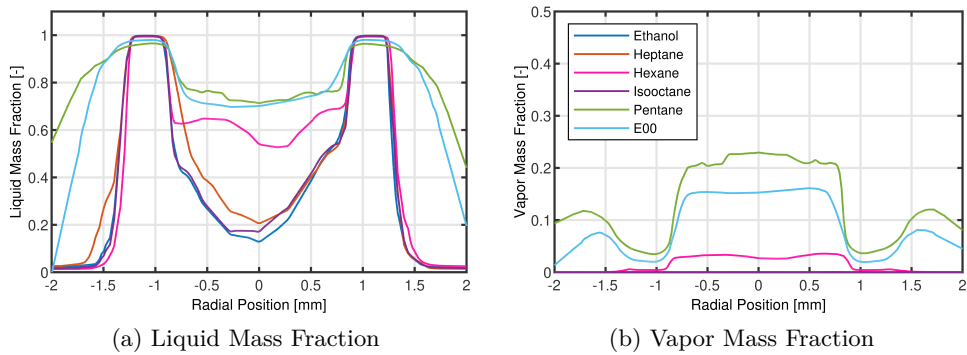 Liquid Mass Fraction [-]
1
0.8
0.6
0.4
0.2
0
-2 -1.5 -1 -0.5 0 0.5 1 1.5 2
Radial Position [mm]
(a) Liquid Mass Fraction
Vapor Mass Fraction [-]
0.5
0.4
0.3
0.2
0.1
0
-2 -1.5 -1 -0.5 0 0.5 1 1.5 2
Radial Position [mm]
Ethanol
Heptane
Hexane
Isooctane
Pentane
E00
(b) Vapor Mass Fraction